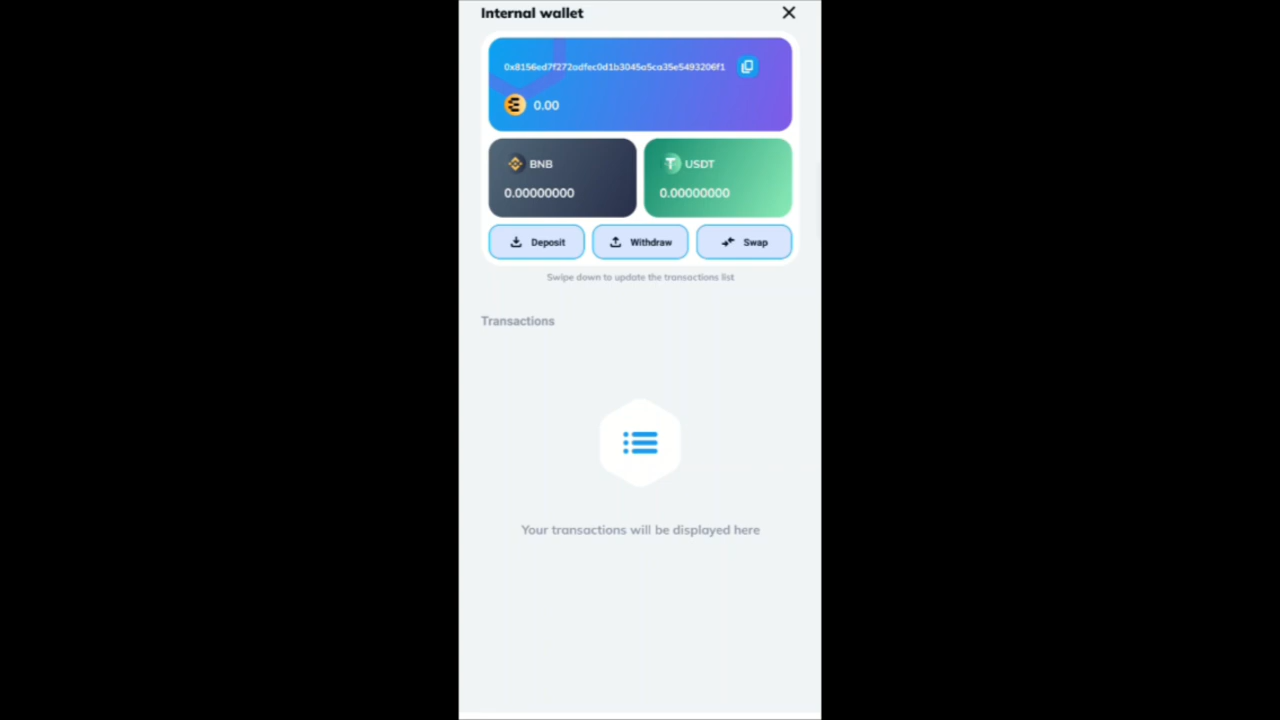 Internal wallet
0x8156ed7f272adfec0d1b3045a5ca35e5493206f1
0.00
BNB
USDT
0.00000000
0.00000000
Deposit
Withdraw
Swap
Swipe down to update the transactions list
Transactions
Your transactions will be displayed here